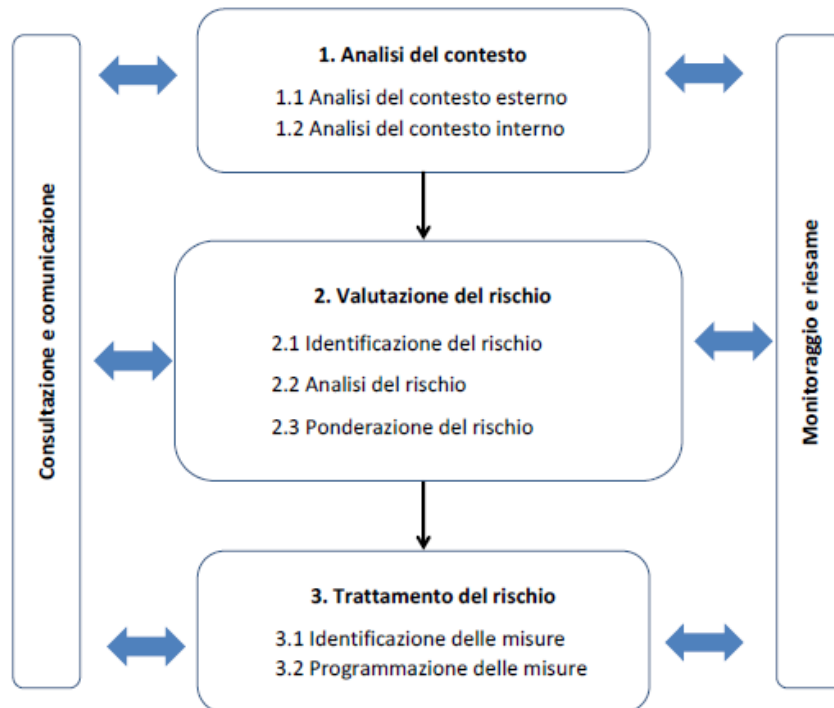 1. Analisi del contesto
1.1 Analisi del contesto esterno
1.2 Analisi del contesto interno
Consultazione e comunicazione
2. Valutazione del rischio
2.1 Identificazione del rischio
2.2 Analisi del rischio
2.3 Ponderazione del rischio
Monitoraggio e riesame
3. Trattamento del rischio
3.1 Identificazione delle misure
3.2 Programmazione delle misure